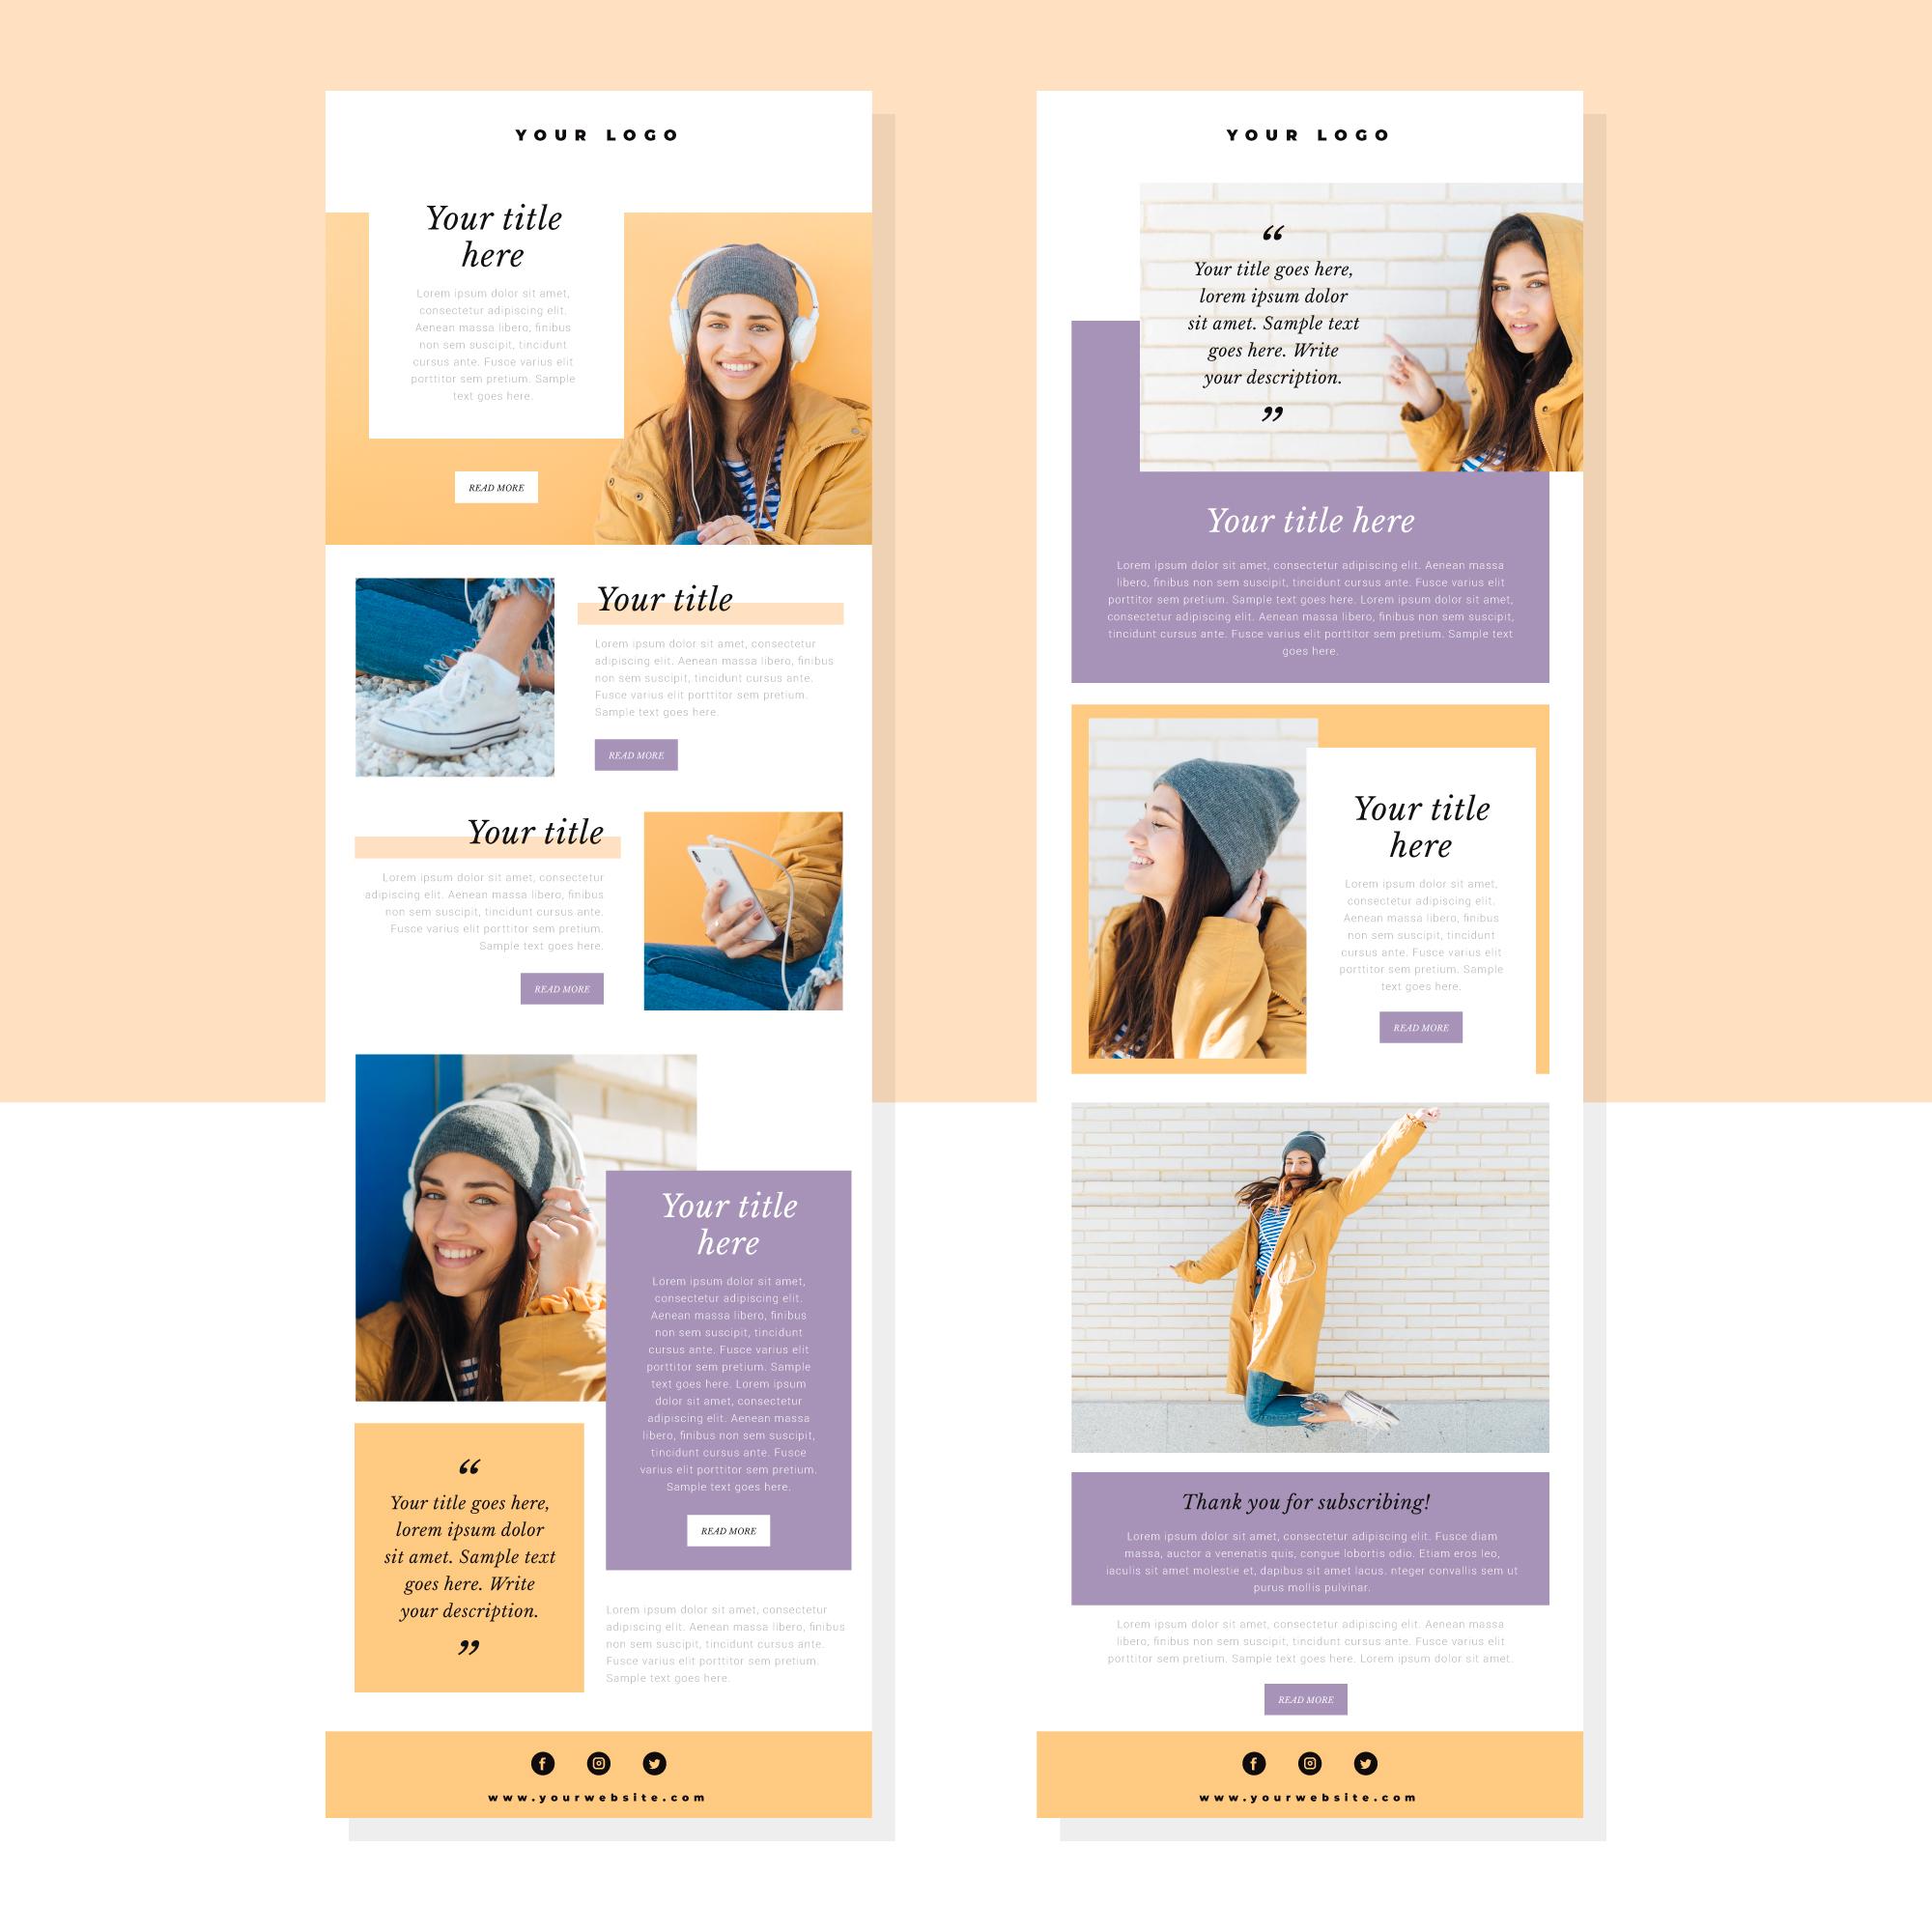 YOUR LOGO
Your title
here
Lorem ipsum dolor sit amet,
consectetur adipiscing elit.
Aenean massa libero, finibus
non sem suscipit, tincidunt
cursus ante. Fusce varius elit
porttitor sem pretium. Sample
text goes here.
READ MORE
Your title
Lorem ipsum dolor sit amet, consectetur
adipiscing elit. Aenean massa libero, finibus
non sem suscipit, tincidunt cursus ante.
Fusce varius elit porttitor sem pretium.
Sample text goes here.
READ MORE
Your title
Lorem ipsum dolor sit amet, consectetur
adipiscing elit. Aenean massa libero, finibus
non sem suscipit, tincidunt cursus ante.
Fusce varius elit porttitor sem pretium.
Sample text goes here.
READ MORE
Your title
here
Lorem ipsum dolor sit amet,
consectetur adipiscing elit.
Aenean massa libero, finibus
non sem suscipit, tincidunt
cursus ante. Fusce varius elit
porttitor sem pretium. Sample
text goes here. Lorem ipsum
dolor sit amet, consectetur
adipiscing elit. Aenean massa
libero, finibus non sem suscipit,
tincidunt cursus ante. Fusce
varius elit porttitor sem pretium.
Sample text goes here.
READ MORE
“
Your title goes here,
lorem ipsum dolor
sit amet. Sample text
goes here. Write
your description.
”
Lorem ipsum dolor sit amet, consectetur
adipiscing elit. Aenean massa libero, finibus
non sem suscipit, tincidunt cursus ante.
Fusce varius elit porttitor sem pretium.
Sample text goes here.
www.yourwebsite.com
YOUR LOGO
“
Your title goes here,
lorem ipsum dolor
sit amet. Sample text
goes here. Write
your description.
”
Your title here
Lorem ipsum dolor sit amet, consectetur adipiscing elit. Aenean massa
libero, finibus non sem suscipit, tincidunt cursus ante. Fusce varius elit
porttitor sem pretium. Sample text goes here. Lorem ipsum dolor sit amet,
consectetur adipiscing elit. Aenean massa libero, finibus non sem suscipit,
tincidunt cursus ante. Fusce varius elit porttitor sem pretium. Sample text
goes here.
Your title
here
Lorem ipsum dolor sit amet,
consectetur adipiscing elit.
Aenean massa libero, finibus
non sem suscipit, tincidunt
cursus ante. Fusce varius elit
porttitor sem pretium. Sample
text goes here.
READ MORE
Thank you for subscribing!
Lorem ipsum dolor sit amet, consectetur adipiscing elit. Fusce diam
massa, auctor a venenatis quis, congue lobortis odio. Etiam eros leo,
iaculis sit amet molestie et, dapibus sit amet lacus. nteger convallis sem ut
purus mollis pulvinar.
Lorem ipsum dolor sit amet, consectetur adipiscing elit. Aenean massa
libero, finibus non sem suscipit, tincidunt cursus ante. Fusce varius elit
porttitor sem pretium. Sample text goes here. Lorem ipsum dolor sit amet.
READ MORE
www.yourwebsite.com